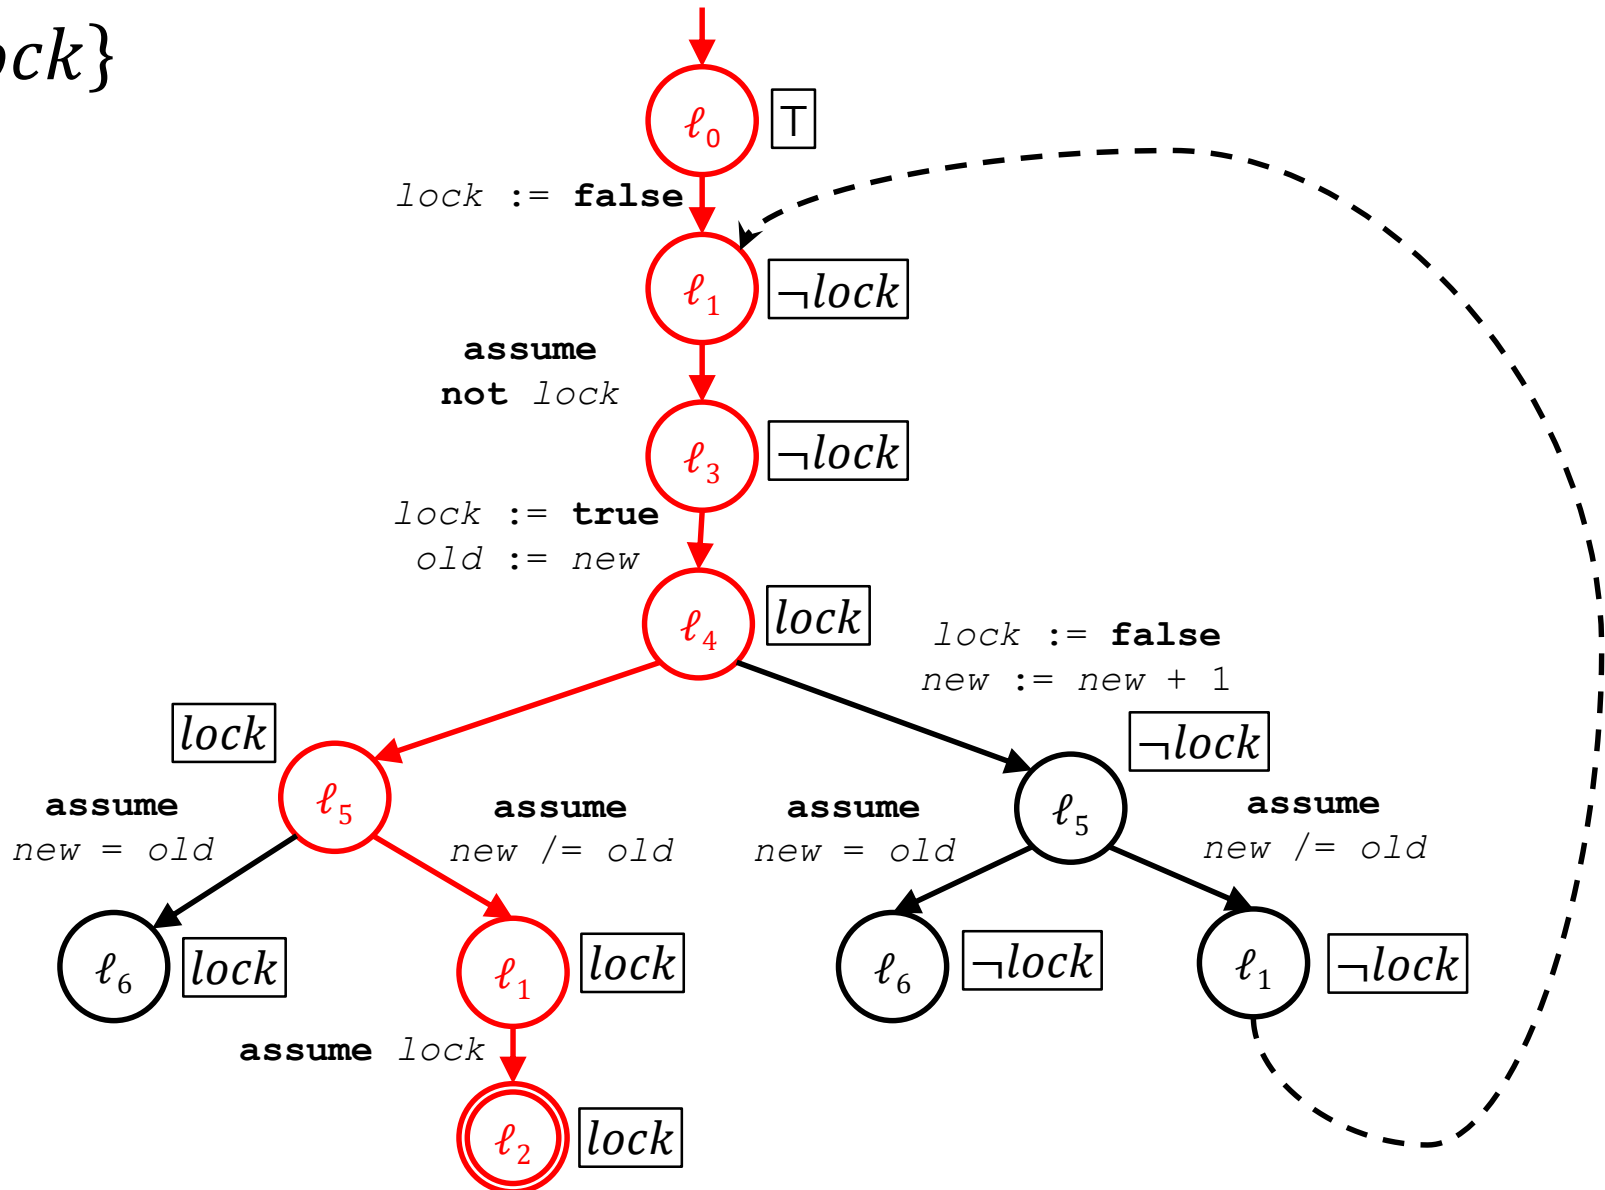 ock}
ℓ0
⊤
lock := false
ℓ1
¬lock
assume
not lock
ℓ3
¬lock
lock := true
old := new
ℓ4
lock
lock := false
new := new + 1
lock
¬lock
ℓ5
ℓ5
assume
new = old
assume
new /= old
assume
new = old
assume
new /= old
ℓ6
lock
ℓ1
lock
ℓ6
¬lock
ℓ1
¬lock
assume lock
ℓ2
lock